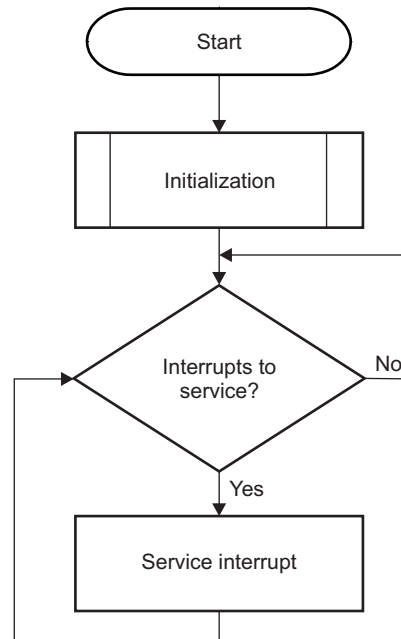 Start
Initialization
Interrupts to
service?
No
Yes
Service interrupt